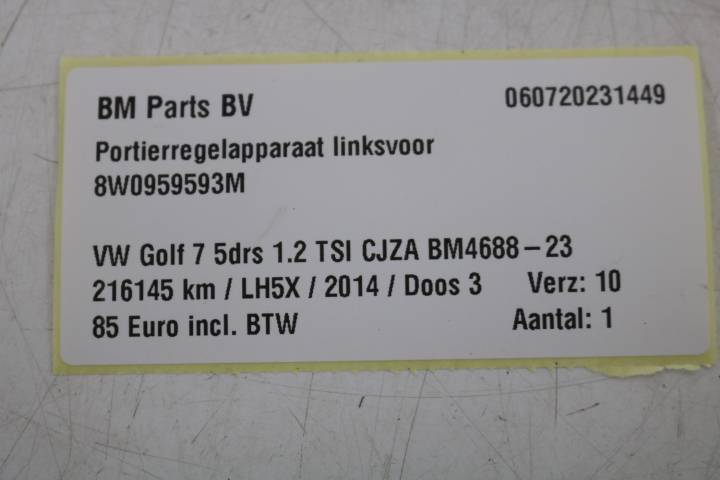 BM Parts BV 060720231449
Portierregelapparaat linksvoor
8W0959593M
VW Golf 7 5drs 1.2 TSI CJZA BM4688-23
216145 km / LH5X / 2014 / Doos 3 Verz: 10
85 Euro incl. BTW Aantal: 1